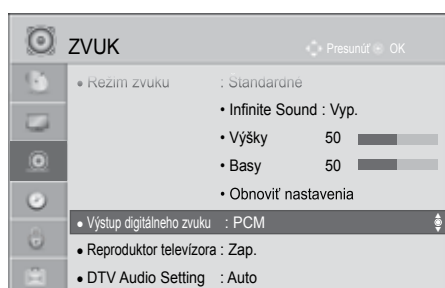 ZVUK
Presunúť OK
• Režim zvuku : Štandardné
• Infinite Sound : Vyp.
• Výšky 50
• Basy 50
• Obnoviť nastavenia
• Výstup digitálneho zvuku : PCM
• Reproduktor televízora : Zap.
• DTV Audio Setting : Auto